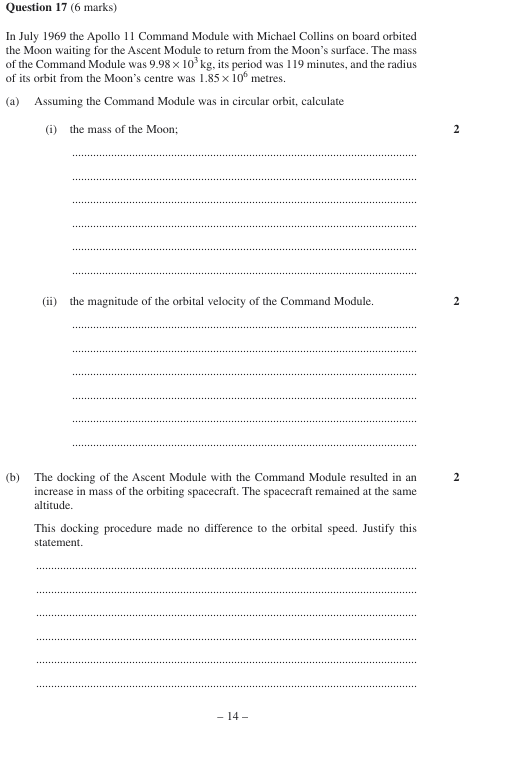 Question 17 (6 marks)
In July 1969 the Apollo 11 Command Module with Michael Collins on board orbited
the Moon waiting for the Ascent Module to return from the Moon's surface. The mass
of the Command Module was 9.98 × 10³ kg, its period was 119 minutes, and the radius
of its orbit from the Moon's centre was 1.85 × 10⁶ metres.
(a) Assuming the Command Module was in circular orbit, calculate
(i) the mass of the Moon; 2
(ii) the magnitude of the orbital velocity of the Command Module. 2
(b) The docking of the Ascent Module with the Command Module resulted in an 2
increase in mass of the orbiting spacecraft. The spacecraft remained at the same
altitude.
This docking procedure made no difference to the orbital speed. Justify this
statement.
– 14 –